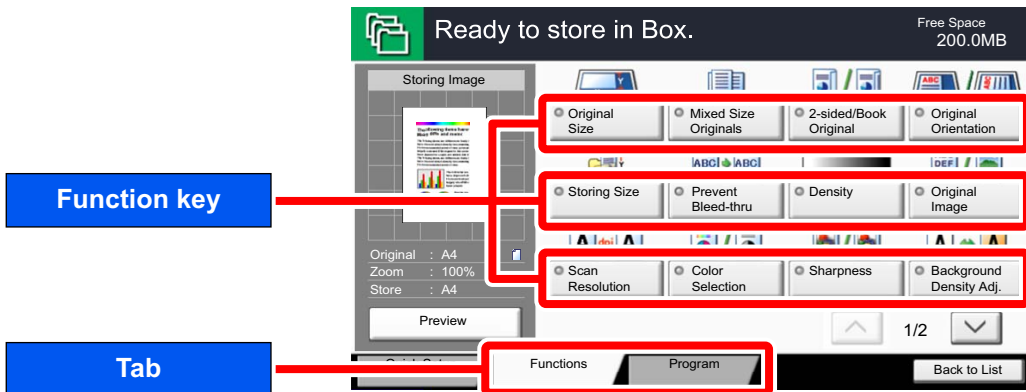 Ready to store in Box.
Free Space
200.0MB
Storing Image
Original Size
Mixed Size Originals
2-sided/Book Original
Original Orientation
Function key
Storing Size
Prevent Bleed-thru
Density
Original Image
Original : A4
Zoom : 100%
Store : A4
Scan Resolution
Color Selection
Sharpness
Background Density Adj.
Preview
1/2
Tab
Functions
Program
Back to List